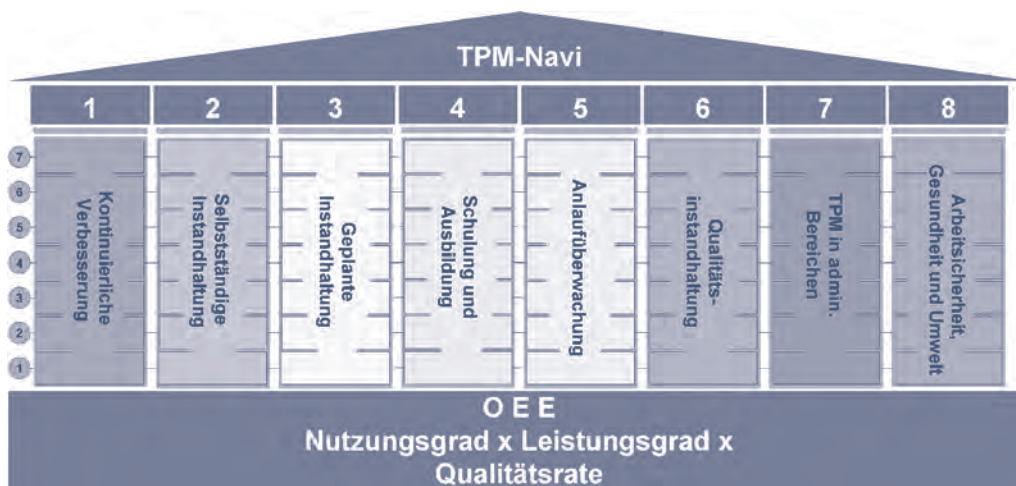 TPM-Navi
1 2 3 4 5 6 7 8
7
6
5
4
3
2
1
Kontinuierliche
Verbesserung
Selbstständige
Instandhaltung
Geplante
Instandhaltung
Schulung und
Ausbildung
Anlaufüberwachung
Qualitäts-
instandhaltung
TPM in admin.
Bereichen
Arbeitsicherheit,
Gesundheit und Umwelt
O E E
Nutzungsgrad x Leistungsgrad x
Qualitätsrate